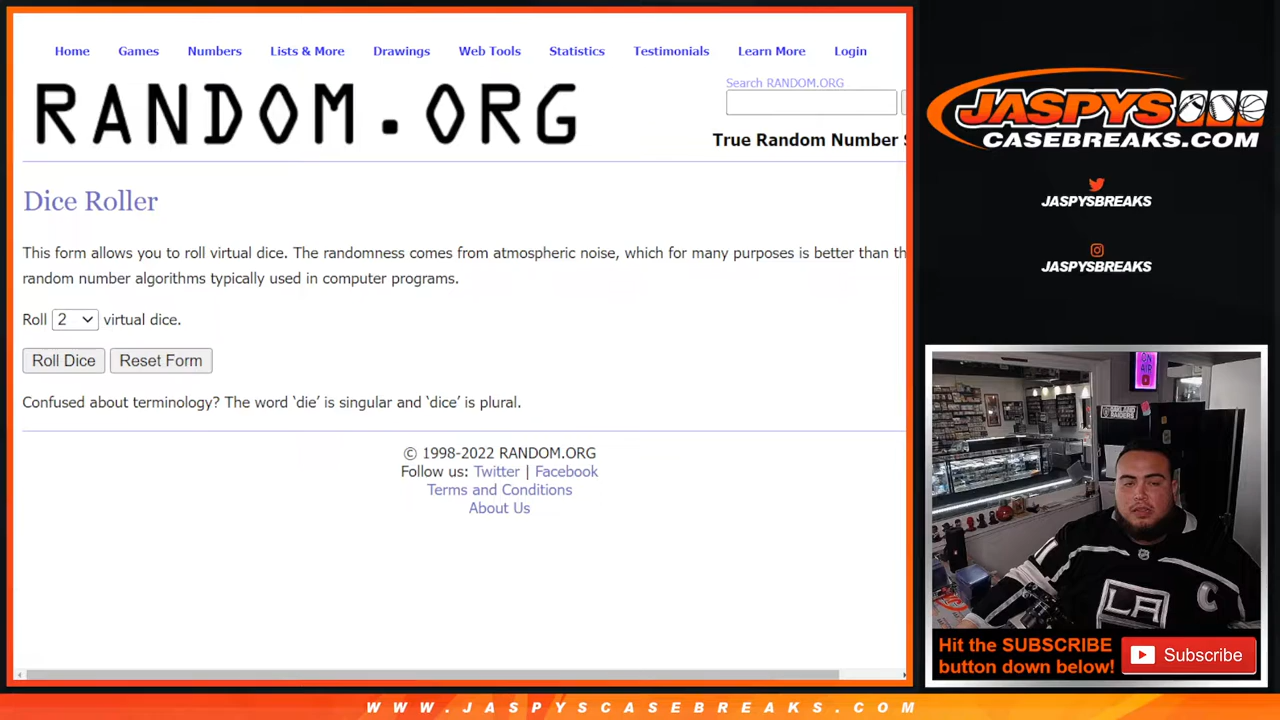 Home Games Numbers Lists & More Drawings Web Tools Statistics Testimonials Learn More Login
RANDOM.ORG
Search RANDOM.ORG
True Random Number S
Dice Roller
This form allows you to roll virtual dice. The randomness comes from atmospheric noise, which for many purposes is better than th
random number algorithms typically used in computer programs.
Roll 2 virtual dice.
Roll Dice Reset Form
Confused about terminology? The word ‘die’ is singular and ‘dice’ is plural.
© 1998-2022 RANDOM.ORG
Follow us: Twitter | Facebook
Terms and Conditions
About Us
JASPYS
CASEBREAKS.COM
JASPYSBREAKS
JASPYSBREAKS
ON
AIR
OAKLAND
RAIDERS
LA
C
Hit the SUBSCRIBE
button down below!
Subscribe
WWW.JASPYSCASEBREAKS.COM